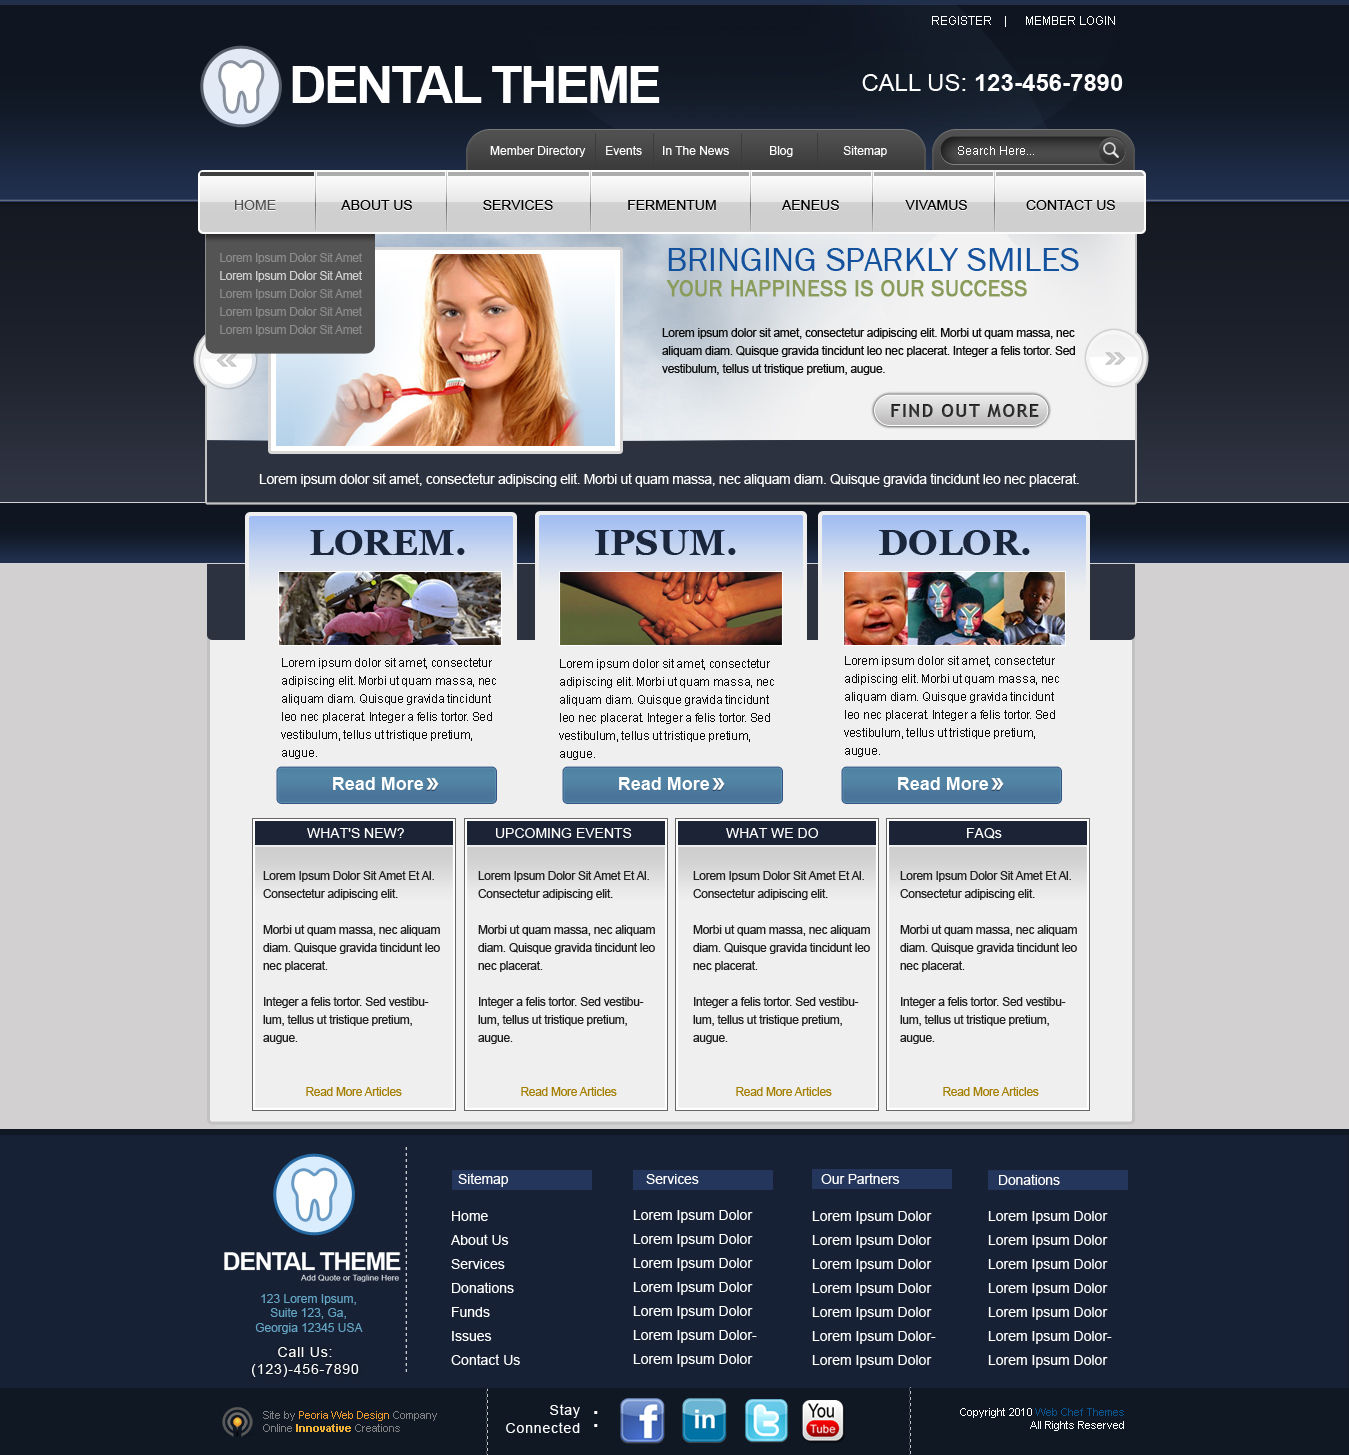 REGISTER | MEMBER LOGIN
DENTAL THEME
CALL US: 123-456-7890
Member Directory Events In The News Blog Sitemap
Search Here...
HOME ABOUT US SERVICES FERMENTUM AENEUS VIVAMUS CONTACT US
Lorem Ipsum Dolor Sit Amet
Lorem Ipsum Dolor Sit Amet
Lorem Ipsum Dolor Sit Amet
Lorem Ipsum Dolor Sit Amet
Lorem Ipsum Dolor Sit Amet
BRINGING SPARKLY SMILES
YOUR HAPPINESS IS OUR SUCCESS
Lorem ipsum dolor sit amet, consectetur adipiscing elit. Morbi ut quam massa, nec
aliquam diam. Quisque gravida tincidunt leo nec placerat. Integer a felis tortor. Sed
vestibulum, tellus ut tristique pretium, augue.
FIND OUT MORE
Lorem ipsum dolor sit amet, consectetur adipiscing elit. Morbi ut quam massa, nec aliquam diam. Quisque gravida tincidunt leo nec placerat.
LOREM.
Lorem ipsum dolor sit amet, consectetur
adipiscing elit. Morbi ut quam massa, nec
aliquam diam. Quisque gravida tincidunt
leo nec placerat. Integer a felis tortor. Sed
vestibulum, tellus ut tristique pretium,
augue.
Read More »
IPSUM.
Lorem ipsum dolor sit amet, consectetur
adipiscing elit. Morbi ut quam massa, nec
aliquam diam. Quisque gravida tincidunt
leo nec placerat. Integer a felis tortor. Sed
vestibulum, tellus ut tristique pretium,
augue.
Read More »
DOLOR.
Lorem ipsum dolor sit amet, consectetur
adipiscing elit. Morbi ut quam massa, nec
aliquam diam. Quisque gravida tincidunt
leo nec placerat. Integer a felis tortor. Sed
vestibulum, tellus ut tristique pretium,
augue.
Read More »
WHAT'S NEW?
Lorem Ipsum Dolor Sit Amet Et Al.
Consectetur adipiscing elit.
Morbi ut quam massa, nec aliquam
diam. Quisque gravida tincidunt leo
nec placerat.
Integer a felis tortor. Sed vestibu-
lum, tellus ut tristique pretium,
augue.
Read More Articles
UPCOMING EVENTS
Lorem Ipsum Dolor Sit Amet Et Al.
Consectetur adipiscing elit.
Morbi ut quam massa, nec aliquam
diam. Quisque gravida tincidunt leo
nec placerat.
Integer a felis tortor. Sed vestibu-
lum, tellus ut tristique pretium,
augue.
Read More Articles
WHAT WE DO
Lorem Ipsum Dolor Sit Amet Et Al.
Consectetur adipiscing elit.
Morbi ut quam massa, nec aliquam
diam. Quisque gravida tincidunt leo
nec placerat.
Integer a felis tortor. Sed vestibu-
lum, tellus ut tristique pretium,
augue.
Read More Articles
FAQs
Lorem Ipsum Dolor Sit Amet Et Al.
Consectetur adipiscing elit.
Morbi ut quam massa, nec aliquam
diam. Quisque gravida tincidunt leo
nec placerat.
Integer a felis tortor. Sed vestibu-
lum, tellus ut tristique pretium,
augue.
Read More Articles
DENTAL THEME
Add Quote or Tagline Here
123 Lorem Ipsum,
Suite 123, Ga,
Georgia 12345 USA
Call Us:
(123)-456-7890
Sitemap
Home
About Us
Services
Donations
Funds
Issues
Contact Us
Services
Lorem Ipsum Dolor
Lorem Ipsum Dolor
Lorem Ipsum Dolor
Lorem Ipsum Dolor
Lorem Ipsum Dolor
Lorem Ipsum Dolor-
Lorem Ipsum Dolor
Our Partners
Lorem Ipsum Dolor
Lorem Ipsum Dolor
Lorem Ipsum Dolor
Lorem Ipsum Dolor
Lorem Ipsum Dolor
Lorem Ipsum Dolor-
Lorem Ipsum Dolor
Donations
Lorem Ipsum Dolor
Lorem Ipsum Dolor
Lorem Ipsum Dolor
Lorem Ipsum Dolor
Lorem Ipsum Dolor
Lorem Ipsum Dolor-
Lorem Ipsum Dolor
Site by Peoria Web Design Company
Online Innovative Creations
Stay
Connected :
f in t You Tube
Copyright 2010 Web Chef Themes
All Rights Reserved